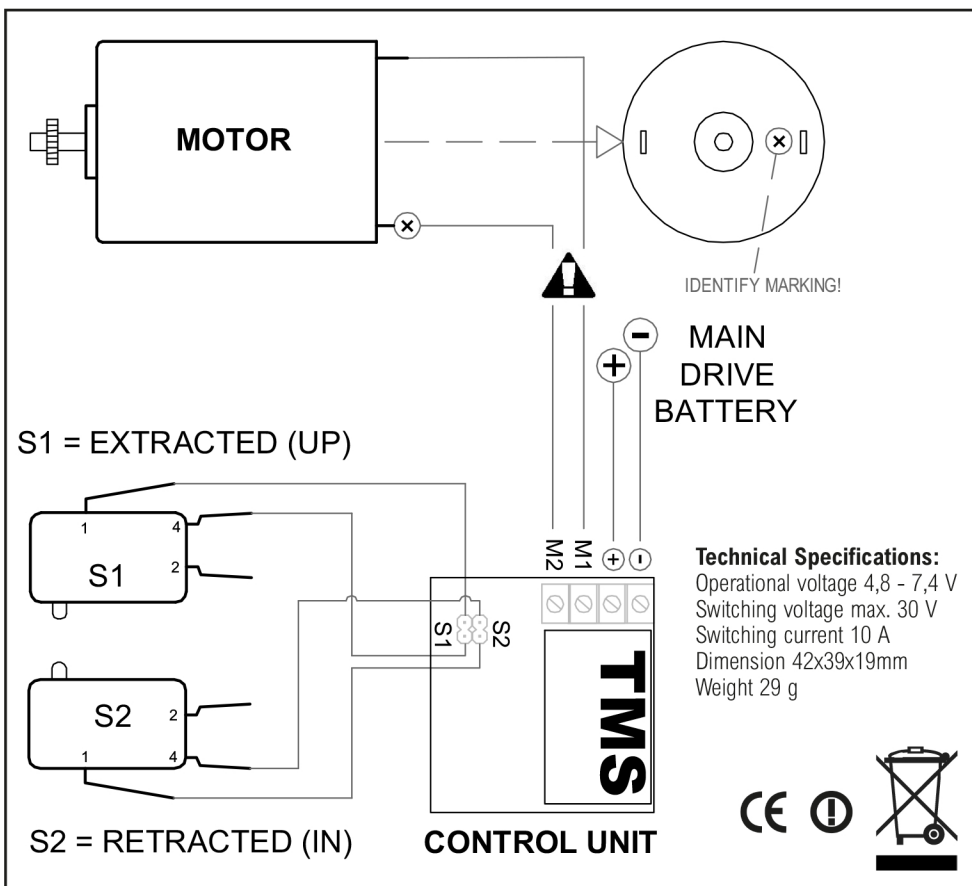 MOTOR
IDENTIFY MARKING!
MAIN
DRIVE
BATTERY
S1 = EXTRACTED (UP)
1
4
S1
2
M2
M1
+
-
S1
S2
TMS
S2
2
1
4
S2 = RETRACTED (IN)
CONTROL UNIT
Technical Specifications:
Operational voltage 4,8 - 7,4 V
Switching voltage max. 30 V
Switching current 10 A
Dimension 42x39x19mm
Weight 29 g
CE